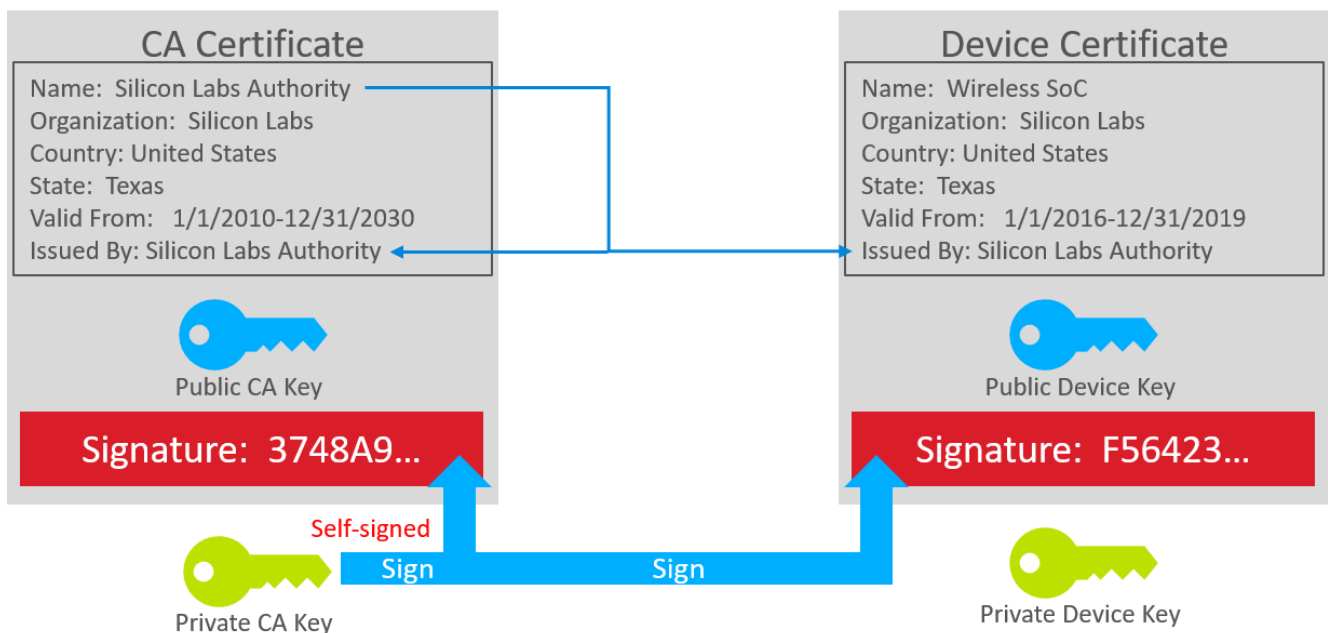 CA Certificate
Name: Silicon Labs Authority
Organization: Silicon Labs
Country: United States
State: Texas
Valid From: 1/1/2010-12/31/2030
Issued By: Silicon Labs Authority
Public CA Key
Signature: 3748A9...
Self-signed
Sign
Sign
Private CA Key
Device Certificate
Name: Wireless SoC
Organization: Silicon Labs
Country: United States
State: Texas
Valid From: 1/1/2016-12/31/2019
Issued By: Silicon Labs Authority
Public Device Key
Signature: F56423...
Private Device Key